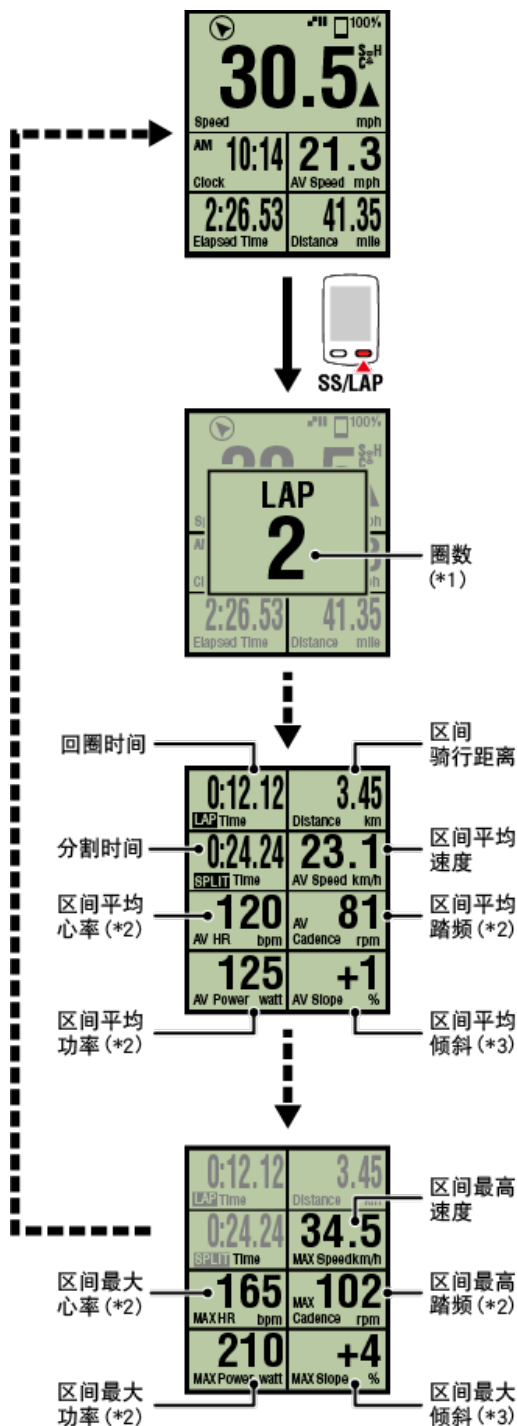 100%
S H
C
30.5
Speed mph
AM 10:14 21.3
Clock AV Speed mph
2:26.53 41.35
Elapsed Time Distance mile
SS/LAP
100%
LAP
2
圈数
(*1)
2:26.53 41.35
Elapsed Time Distance mile
回圈时间
区间
骑行距离
0:12.12 3.45
LAP Time Distance km
分割时间
区间平均
速度
0:24.24 23.1
SPLIT Time AV Speed km/h
区间平均
心率(*2)
区间平均
踏频(*2)
120 AV 81
AV HR bpm Cadence rpm
125 +1
AV Power watt AV Slope %
区间平均
功率(*2)
区间平均
倾斜(*3)
0:12.12 3.45
LAP Time Distance km
区间最高
速度
0:24.24 34.5
SPLIT Time MAX Speed km/h
区间最大
心率(*2)
区间最高
踏频(*2)
165 MAX 102
MAX HR bpm Cadence rpm
210 +4
MAX Power watt MAX Slope %
区间最大
功率(*2)
区间最大
倾斜(*3)